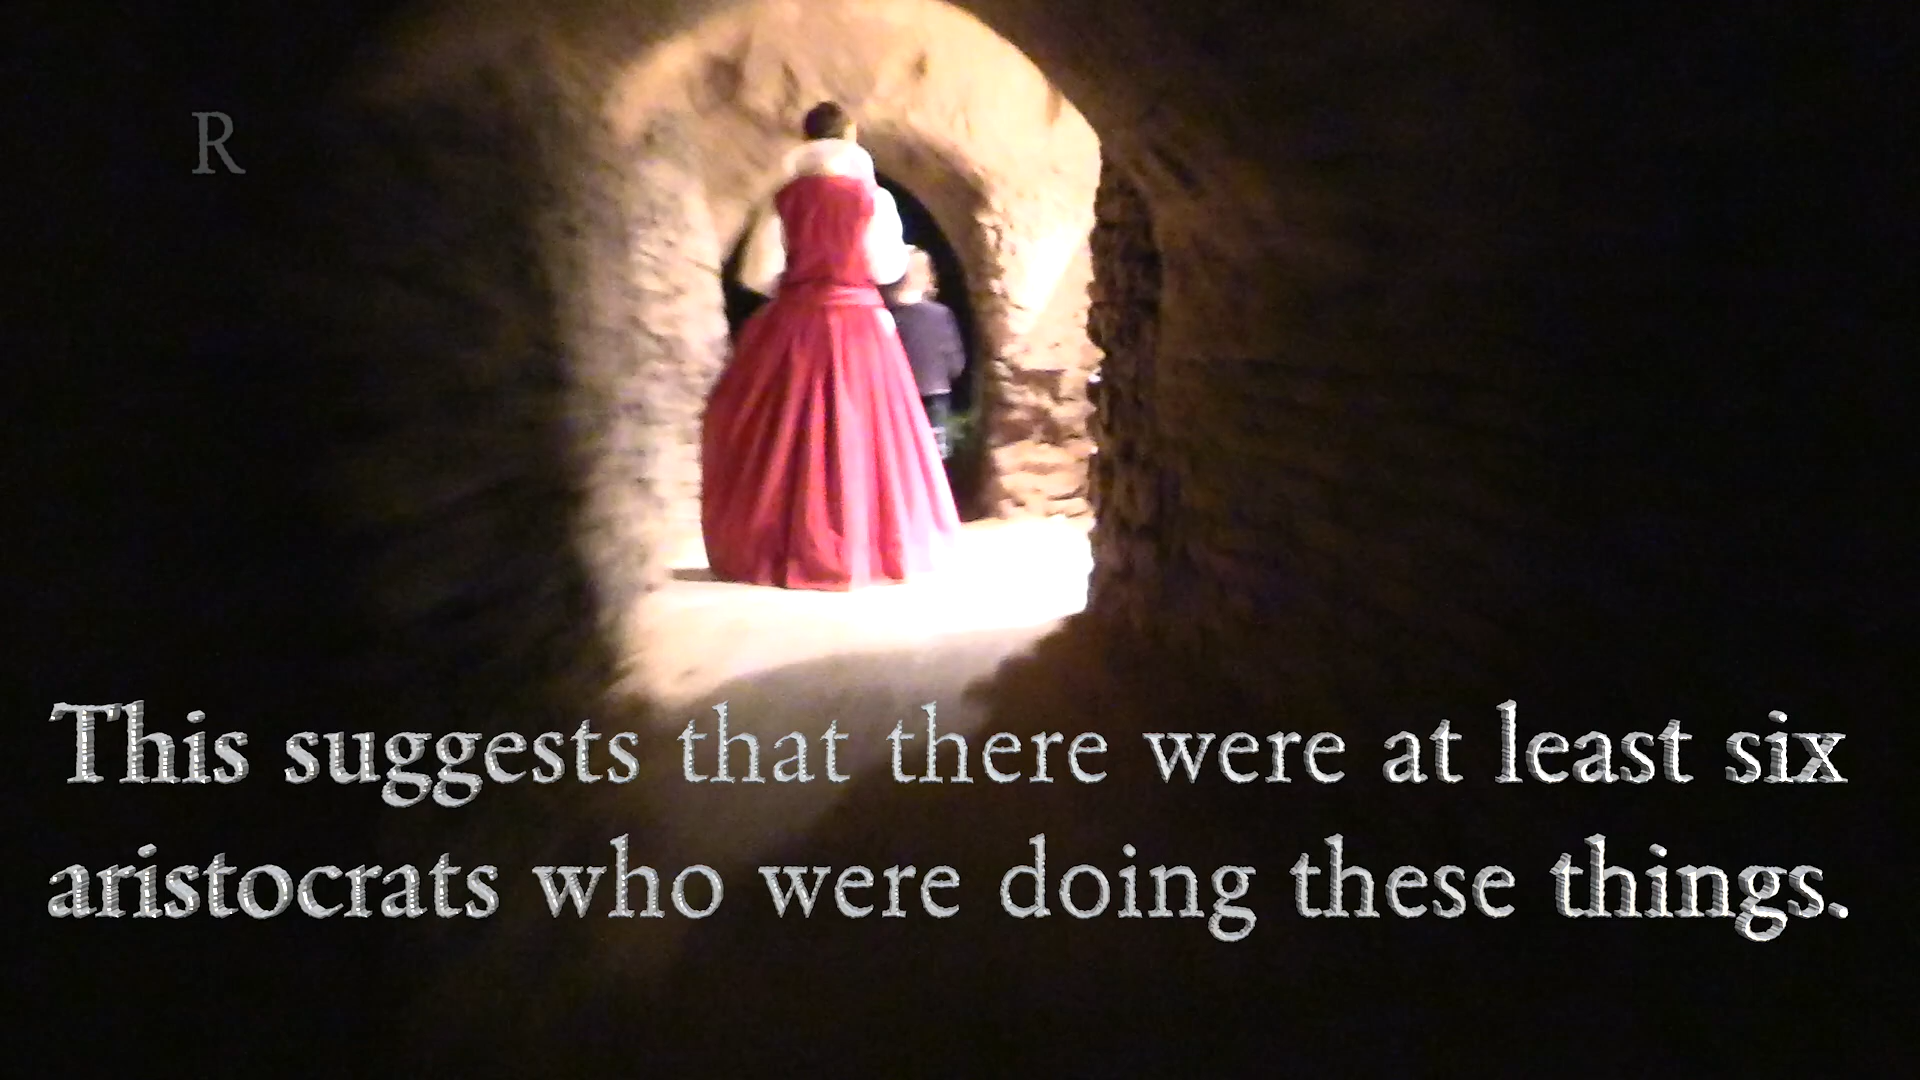 R
This suggests that there were at least six
aristocrats who were doing these things.